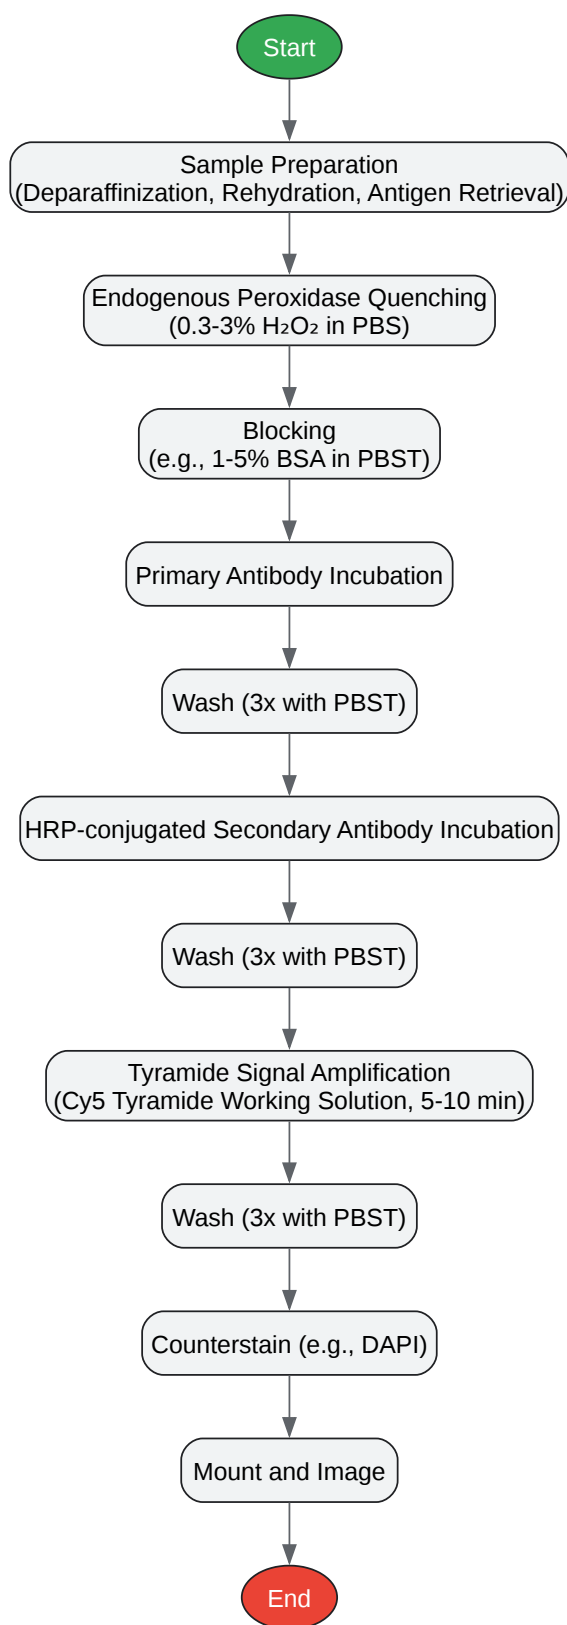 Start
Sample Preparation
(Deparaffinization, Rehydration, Antigen Retrieval)
Endogenous Peroxidase Quenching
(0.3-3% H₂O₂ in PBS)
Blocking
(e.g., 1-5% BSA in PBST)
Primary Antibody Incubation
Wash (3x with PBST)
HRP-conjugated Secondary Antibody Incubation
Wash (3x with PBST)
Tyramide Signal Amplification
(Cy5 Tyramide Working Solution, 5-10 min)
Wash (3x with PBST)
Counterstain (e.g., DAPI)
Mount and Image
End